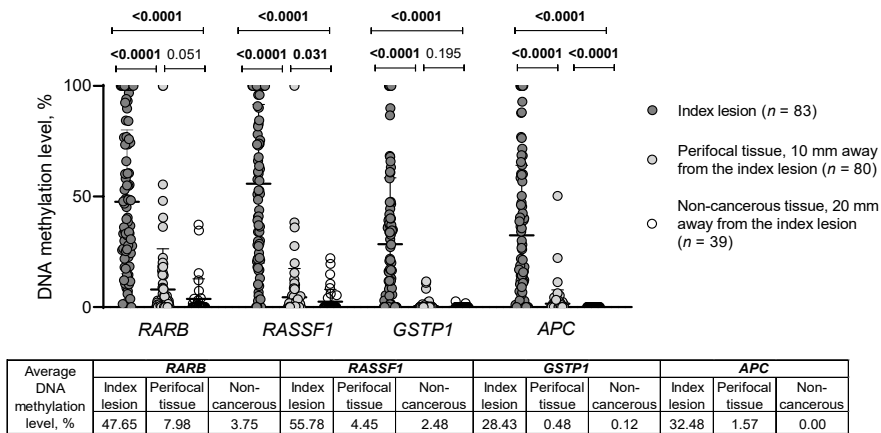 <0.0001 <0.0001 <0.0001 <0.0001
<0.0001 0.051 <0.0001 0.031 <0.0001 0.195 <0.0001 <0.0001
DNA methylation level, %
100
50
0
RARB RASSF1 GSTP1 APC
Index lesion (n = 83)
Perifocal tissue, 10 mm away
from the index lesion (n = 80)
Non-cancerous tissue, 20 mm
away from the index lesion
(n = 39)
Average DNA methylation level, %
RARB RASSF1 GSTP1 APC
Index lesion Perifocal tissue Non-cancerous Index lesion Perifocal tissue Non-cancerous Index lesion Perifocal tissue Non-cancerous Index lesion Perifocal tissue Non-cancerous
47.65 7.98 3.75 55.78 4.45 2.48 28.43 0.48 0.12 32.48 1.57 0.00